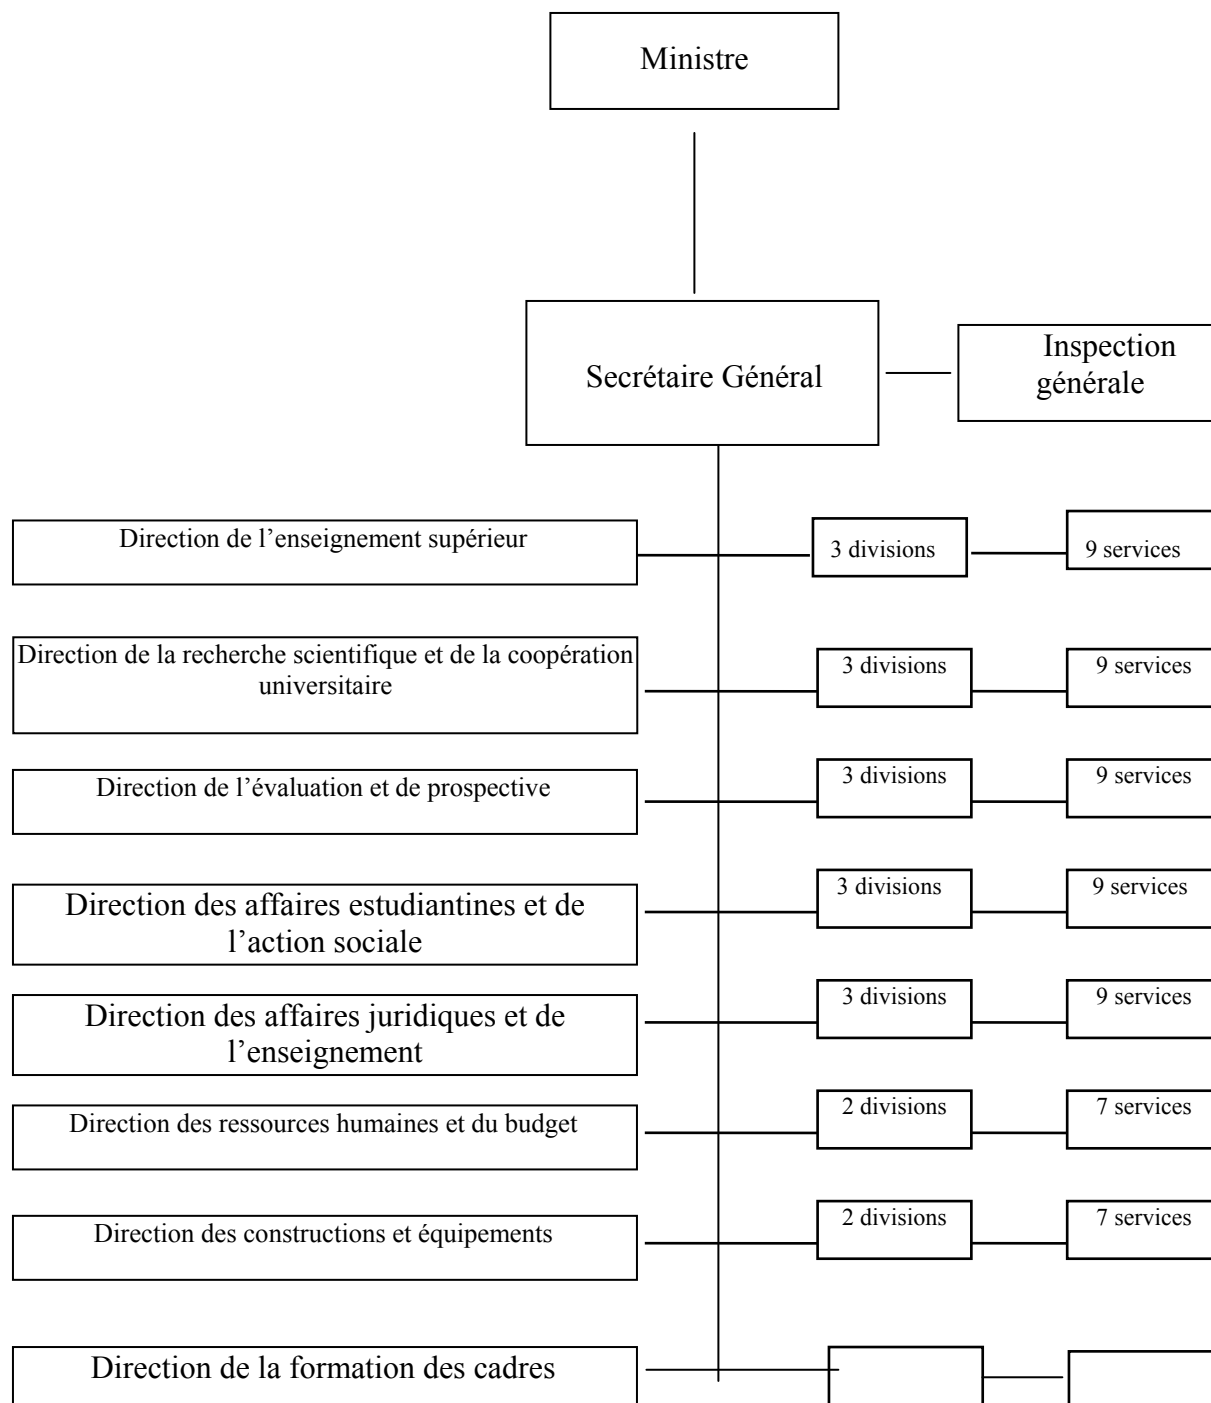 Ministre
Secrétaire Général
Inspection
générale
Direction de l’enseignement supérieur
3 divisions
9 services
Direction de la recherche scientifique et de la coopération
universitaire
3 divisions
9 services
Direction de l’évaluation et de prospective
3 divisions
9 services
Direction des affaires estudiantines et de
l’action sociale
3 divisions
9 services
Direction des affaires juridiques et de
l’enseignement
3 divisions
9 services
Direction des ressources humaines et du budget
2 divisions
7 services
Direction des constructions et équipements
2 divisions
7 services
Direction de la formation des cadres